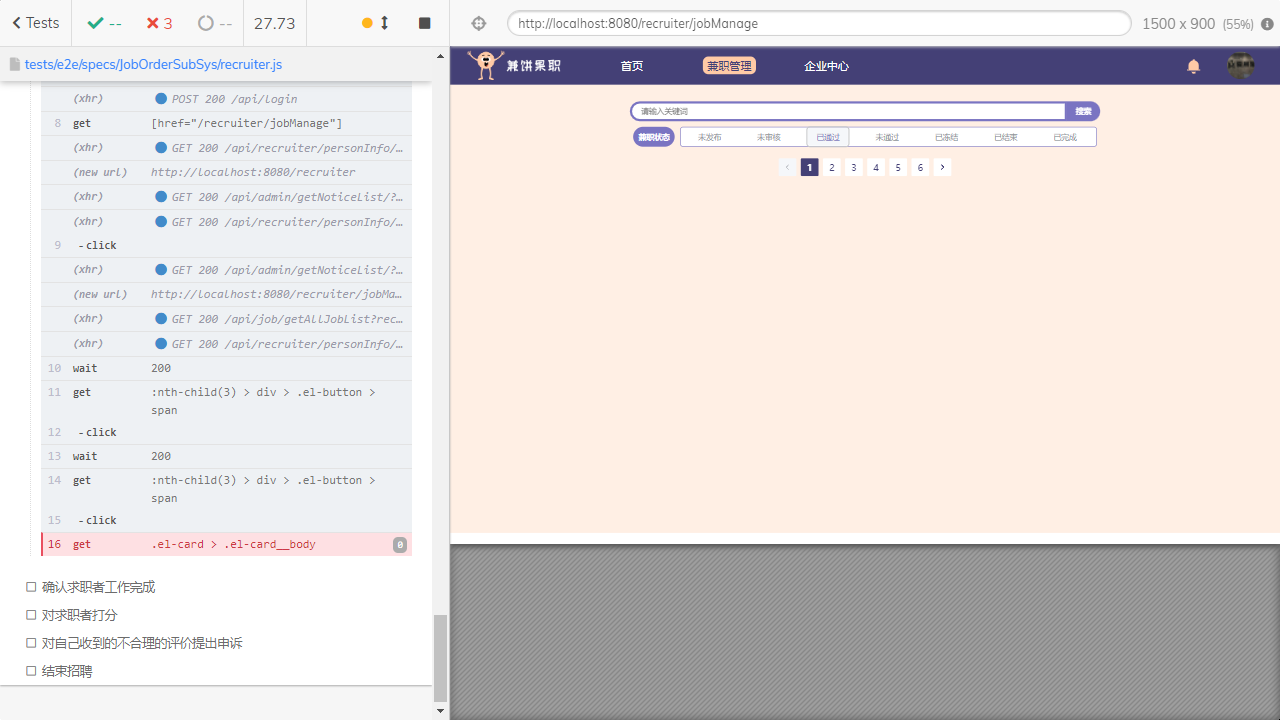 Tests
--
3
--
27.73
http://localhost:8080/recruiter/jobManage
1500 x 900 (55%)
tests/e2e/specs/JobOrderSubSys/recruiter.js
(xhr) POST 200 /api/login
8 get [href="/recruiter/jobManage"]
(xhr) GET 200 /api/recruiter/personInfo/…
(new url) http://localhost:8080/recruiter
(xhr) GET 200 /api/admin/getNoticeList/?…
(xhr) GET 200 /api/recruiter/personInfo/…
9 -click
(xhr) GET 200 /api/admin/getNoticeList/?…
(new url) http://localhost:8080/recruiter/jobMa…
(xhr) GET 200 /api/job/getAllJobList?rec…
(xhr) GET 200 /api/recruiter/personInfo/…
10 wait 200
11 get :nth-child(3) > div > .el-button >
span
12 -click
13 wait 200
14 get :nth-child(3) > div > .el-button >
span
15 -click
16 get .el-card > .el-card__body 0
确认求职者工作完成
对求职者打分
对自己收到的不合理的评价提出申诉
结束招聘
兼饼果职 首页 兼职管理 企业中心
请输入关键词 搜索
兼职状态 未发布 未审核 已通过 未通过 已冻结 已结束 已完成
‹ 1 2 3 4 5 6 ›